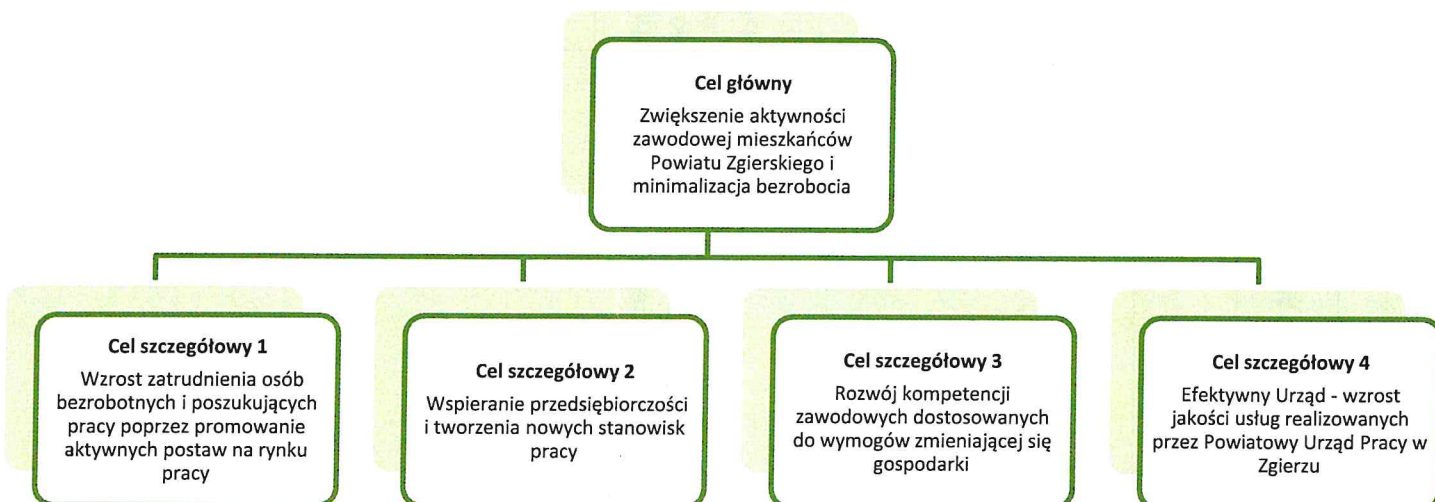 Cel główny
Zwiększenie aktywności
zawodowej mieszkańców
Powiatu Zgierskiego i
minimalizacja bezrobocia
Cel szczegółowy 1
Wzrost zatrudnienia osób
bezrobotnych i poszukujących
pracy poprzez promowanie
aktywnych postaw na rynku
pracy
Cel szczegółowy 2
Wspieranie przedsiębiorczości
i tworzenia nowych stanowisk
pracy
Cel szczegółowy 3
Rozwój kompetencji
zawodowych dostosowanych
do wymogów zmieniającej się
gospodarki
Cel szczegółowy 4
Efektywny Urząd - wzrost
jakości usług realizowanych
przez Powiatowy Urząd Pracy w
Zgierzu